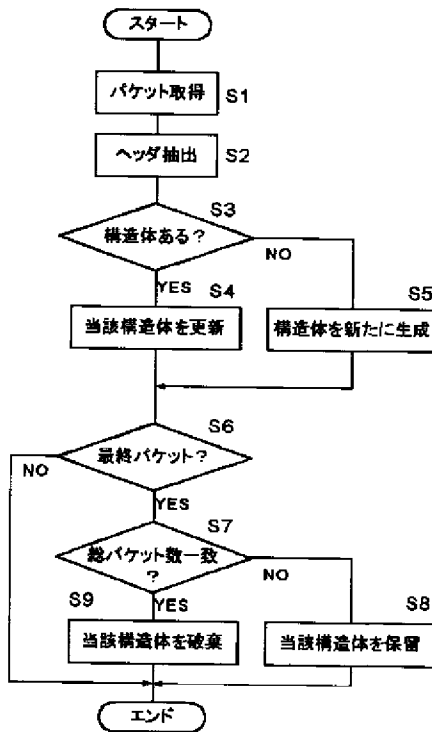 スタート
パケット取得 S1
ヘッダ抽出 S2
S3
構造体ある？
NO
YES
S4
当該構造体を更新
S5
構造体を新たに生成
S6
最終パケット？
NO
YES
S7
総パケット数一致
？
NO
YES
S9
当該構造体を破棄
S8
当該構造体を保留
エンド